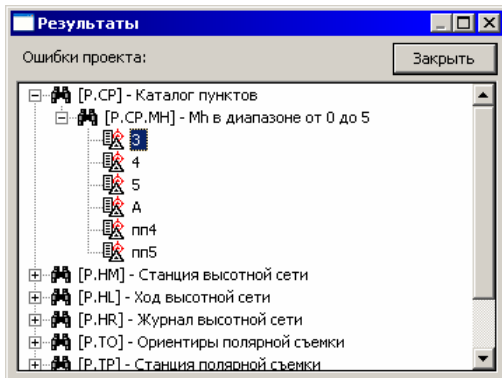 Результаты
Ошибки проекта:
Закрыть
[P.CP] - Каталог пунктов
[P.CP.MH] - Mh в диапазоне от 0 до 5
3
4
5
А
пп4
пп5
[P.HM] - Станция высотной сети
[P.HL] - Ход высотной сети
[P.HR] - Журнал высотной сети
[P.TO] - Ориентиры полярной съемки
[P.TP] - Станция полярной съемки